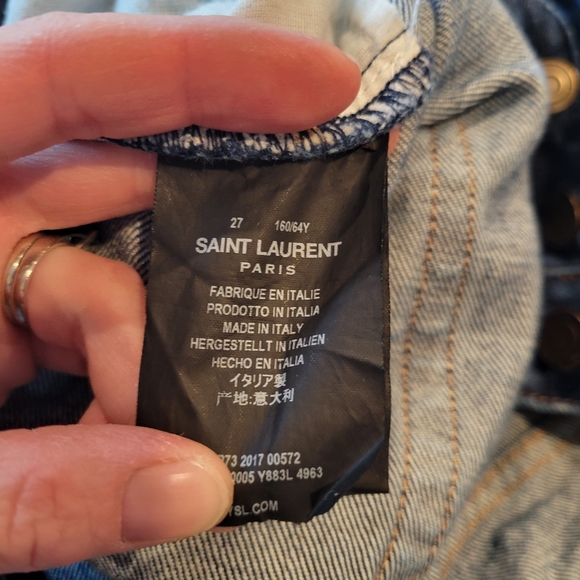 27 160/64Y
SAINT LAURENT
PARIS
FABRIQUE EN ITALIE
PRODOTTO IN ITALIA
MADE IN ITALY
HERGESTELLT IN ITALIEN
HECHO EN ITALIA
イタリア製
产地:意大利
2017 00572
Y883L 4963